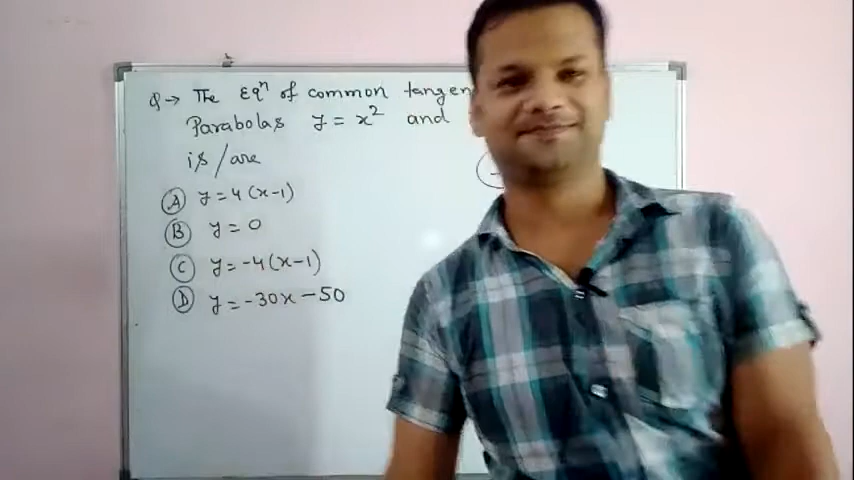 Q → The Eqⁿ of common tangen
Parabolas y = x² and
is/are
(A) y = 4(x-1)
(B) y = 0
(C) y = -4(x-1)
(D) y = -30x - 50